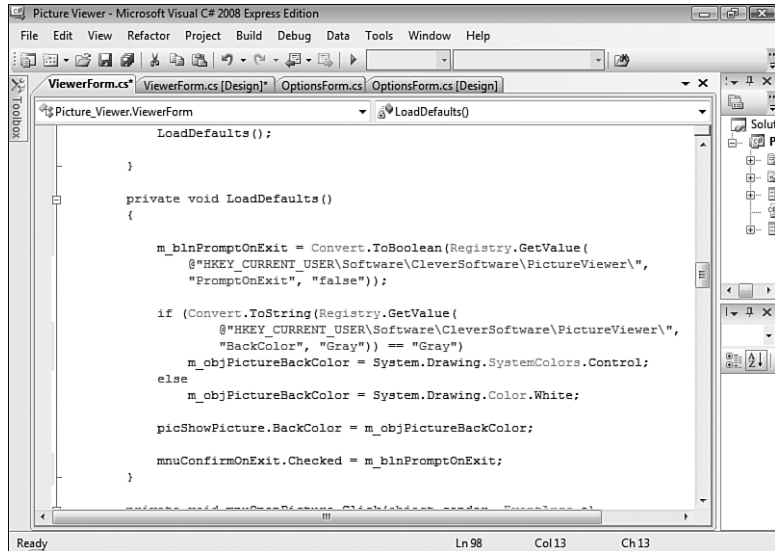 Picture Viewer - Microsoft Visual C# 2008 Express Edition
File Edit View Refactor Project Build Debug Data Tools Window Help
Toolbox
ViewerForm.cs* ViewerForm.cs [Design]* OptionsForm.cs OptionsForm.cs [Design]
Picture_Viewer.ViewerForm LoadDefaults()
LoadDefaults();
}
private void LoadDefaults()
{
m_blnPromptOnExit = Convert.ToBoolean(Registry.GetValue(
@"HKEY_CURRENT_USER\Software\CleverSoftware\PictureViewer\",
"PromptOnExit", "false"));
if (Convert.ToString(Registry.GetValue(
@"HKEY_CURRENT_USER\Software\CleverSoftware\PictureViewer\",
"BackColor", "Gray")) == "Gray")
m_objPictureBackColor = System.Drawing.SystemColors.Control;
else
m_objPictureBackColor = System.Drawing.Color.White;
picShowPicture.BackColor = m_objPictureBackColor;
mnuConfirmOnExit.Checked = m_blnPromptOnExit;
}
Solut
P
Ready Ln 98 Col 13 Ch 13